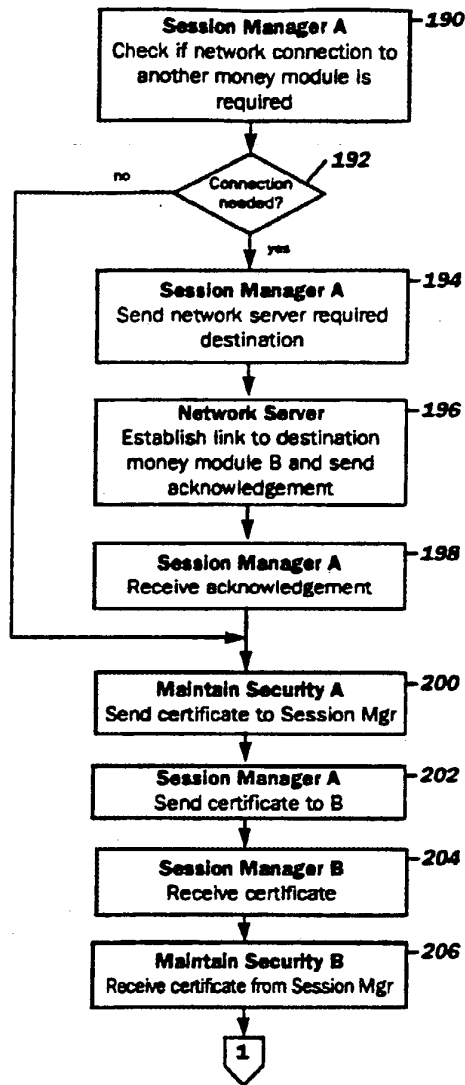 Session Manager A
190
Check if network connection to
another money module is
required
192
no
Connection
needed?
yes
Session Manager A
194
Send network server required
destination
Network Server
196
Establish link to destination
money module B and send
acknowledgement
Session Manager A
198
Receive acknowledgement
Maintain Security A
200
Send certificate to Session Mgr
Session Manager A
202
Send certificate to B
Session Manager B
204
Receive certificate
Maintain Security B
206
Receive certificate from Session Mgr
1